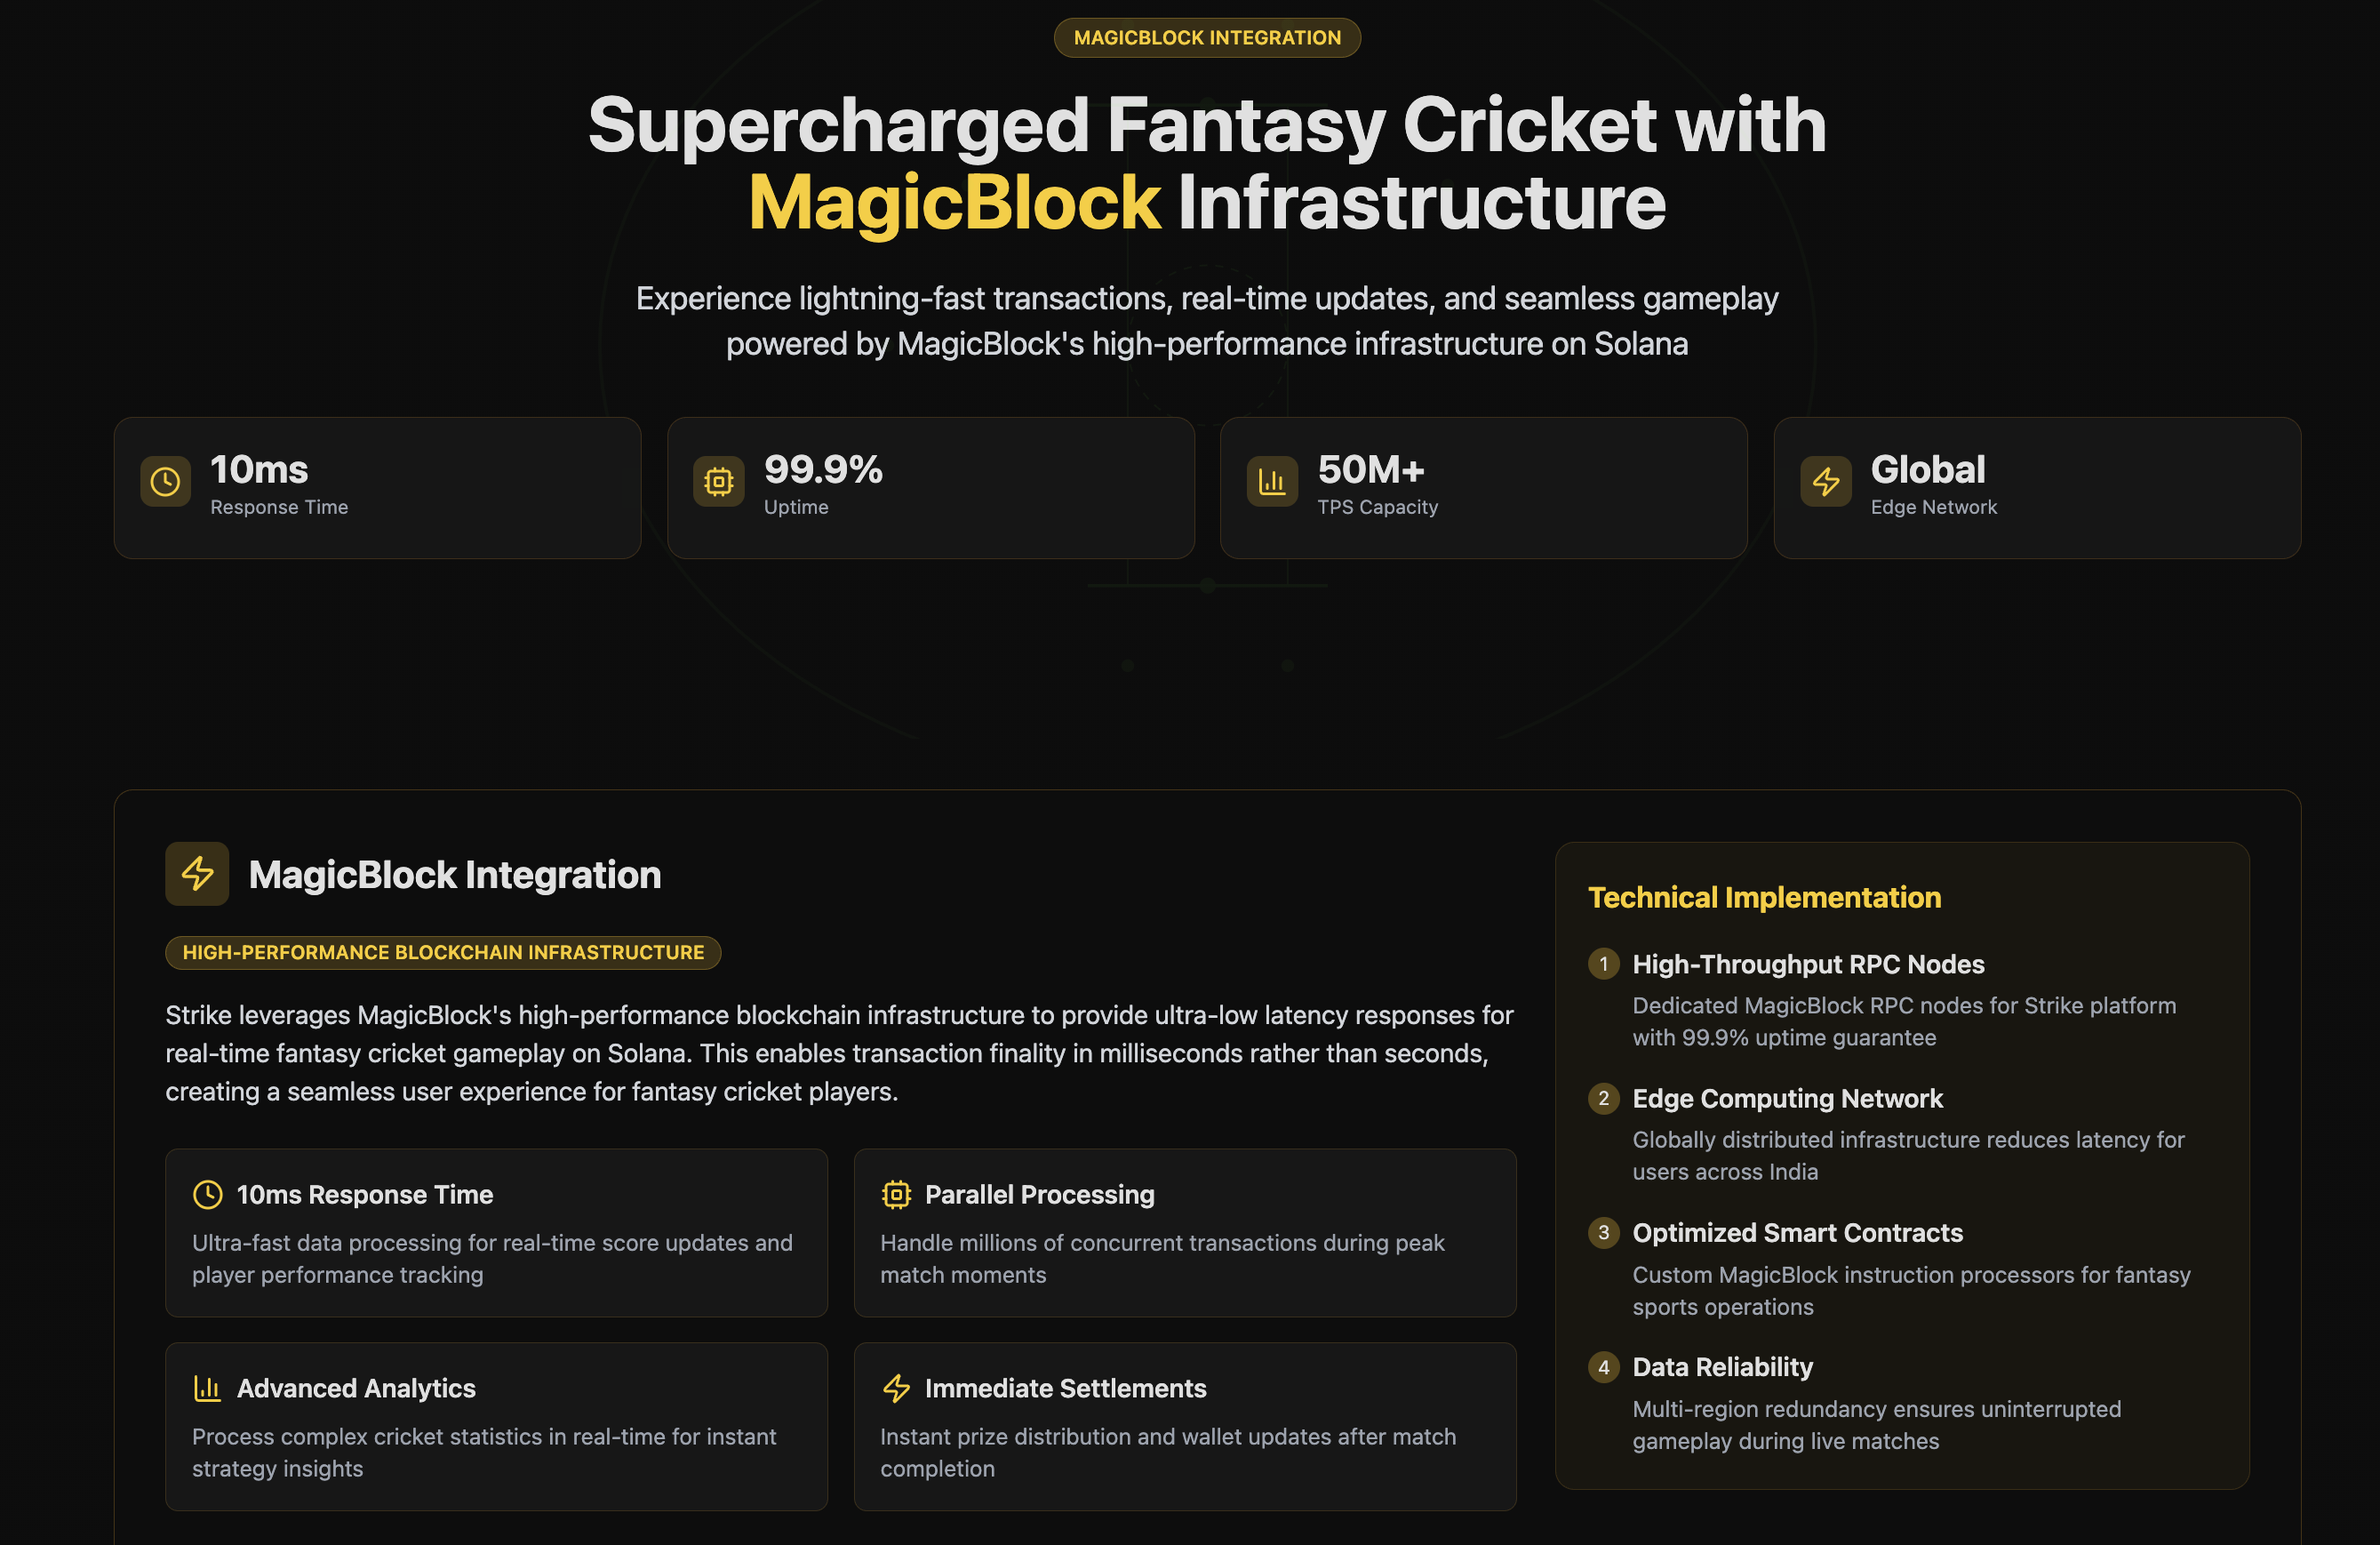 MAGICBLOCK INTEGRATION
Supercharged Fantasy Cricket with
MagicBlock Infrastructure
Experience lightning-fast transactions, real-time updates, and seamless gameplay
powered by MagicBlock's high-performance infrastructure on Solana
10ms
Response Time
99.9%
Uptime
50M+
TPS Capacity
Global
Edge Network
MagicBlock Integration
HIGH-PERFORMANCE BLOCKCHAIN INFRASTRUCTURE
Strike leverages MagicBlock's high-performance blockchain infrastructure to provide ultra-low latency responses for
real-time fantasy cricket gameplay on Solana. This enables transaction finality in milliseconds rather than seconds,
creating a seamless user experience for fantasy cricket players.
10ms Response Time
Ultra-fast data processing for real-time score updates and
player performance tracking
Parallel Processing
Handle millions of concurrent transactions during peak
match moments
Advanced Analytics
Process complex cricket statistics in real-time for instant
strategy insights
Immediate Settlements
Instant prize distribution and wallet updates after match
completion
Technical Implementation
1 High-Throughput RPC Nodes
Dedicated MagicBlock RPC nodes for Strike platform
with 99.9% uptime guarantee
2 Edge Computing Network
Globally distributed infrastructure reduces latency for
users across India
3 Optimized Smart Contracts
Custom MagicBlock instruction processors for fantasy
sports operations
4 Data Reliability
Multi-region redundancy ensures uninterrupted
gameplay during live matches